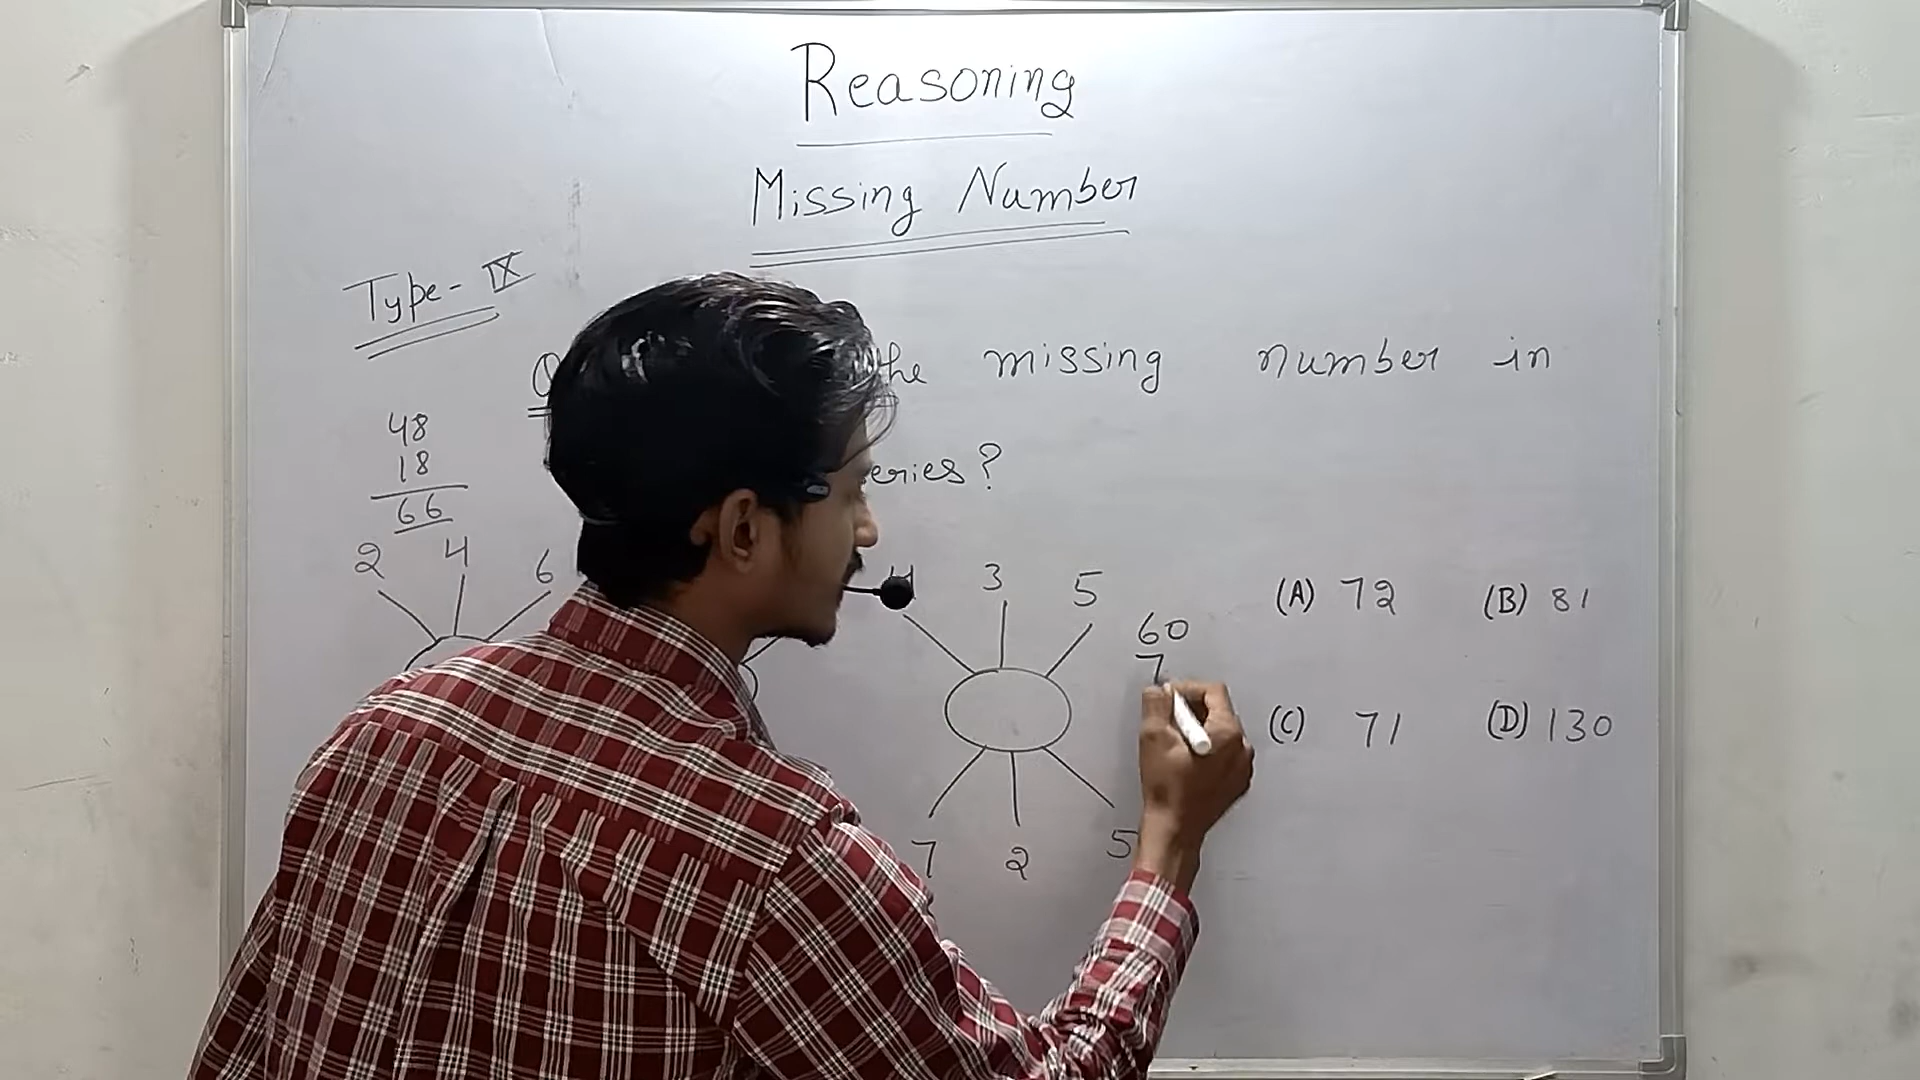 Reasoning
Missing Number
Type- IX
the missing number in
48
18
66
eries?
2 4 6
4 3 5
60
7
7 2 5
(A) 72 (B) 81
(C) 71 (D) 130